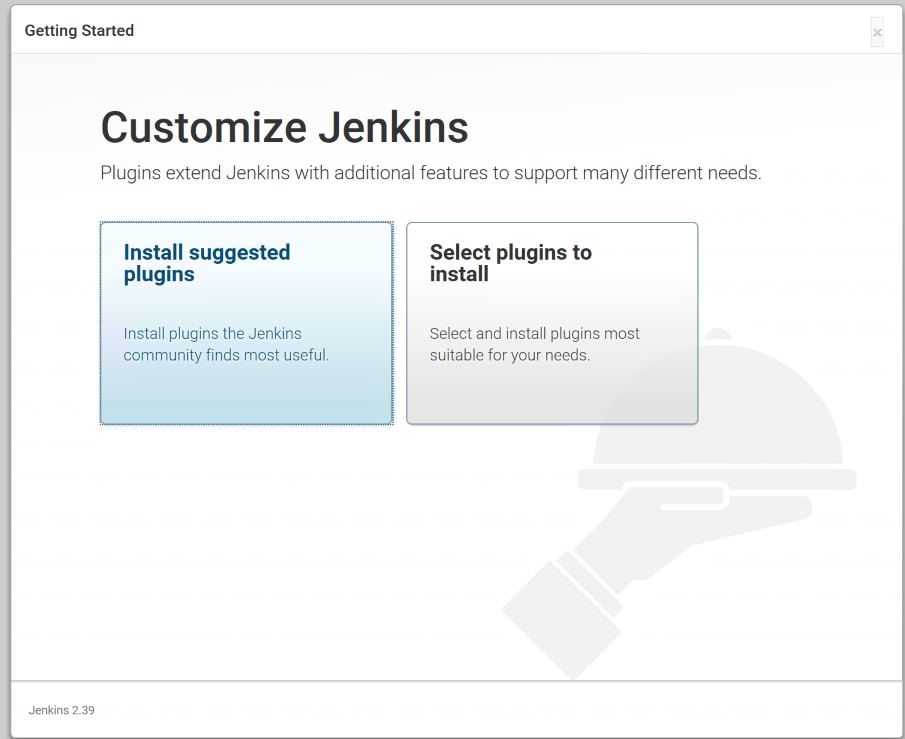 Getting Started
×
Customize Jenkins
Plugins extend Jenkins with additional features to support many different needs.
Install suggested
plugins
Install plugins the Jenkins
community finds most useful.
Select plugins to
install
Select and install plugins most
suitable for your needs.
Jenkins 2.39